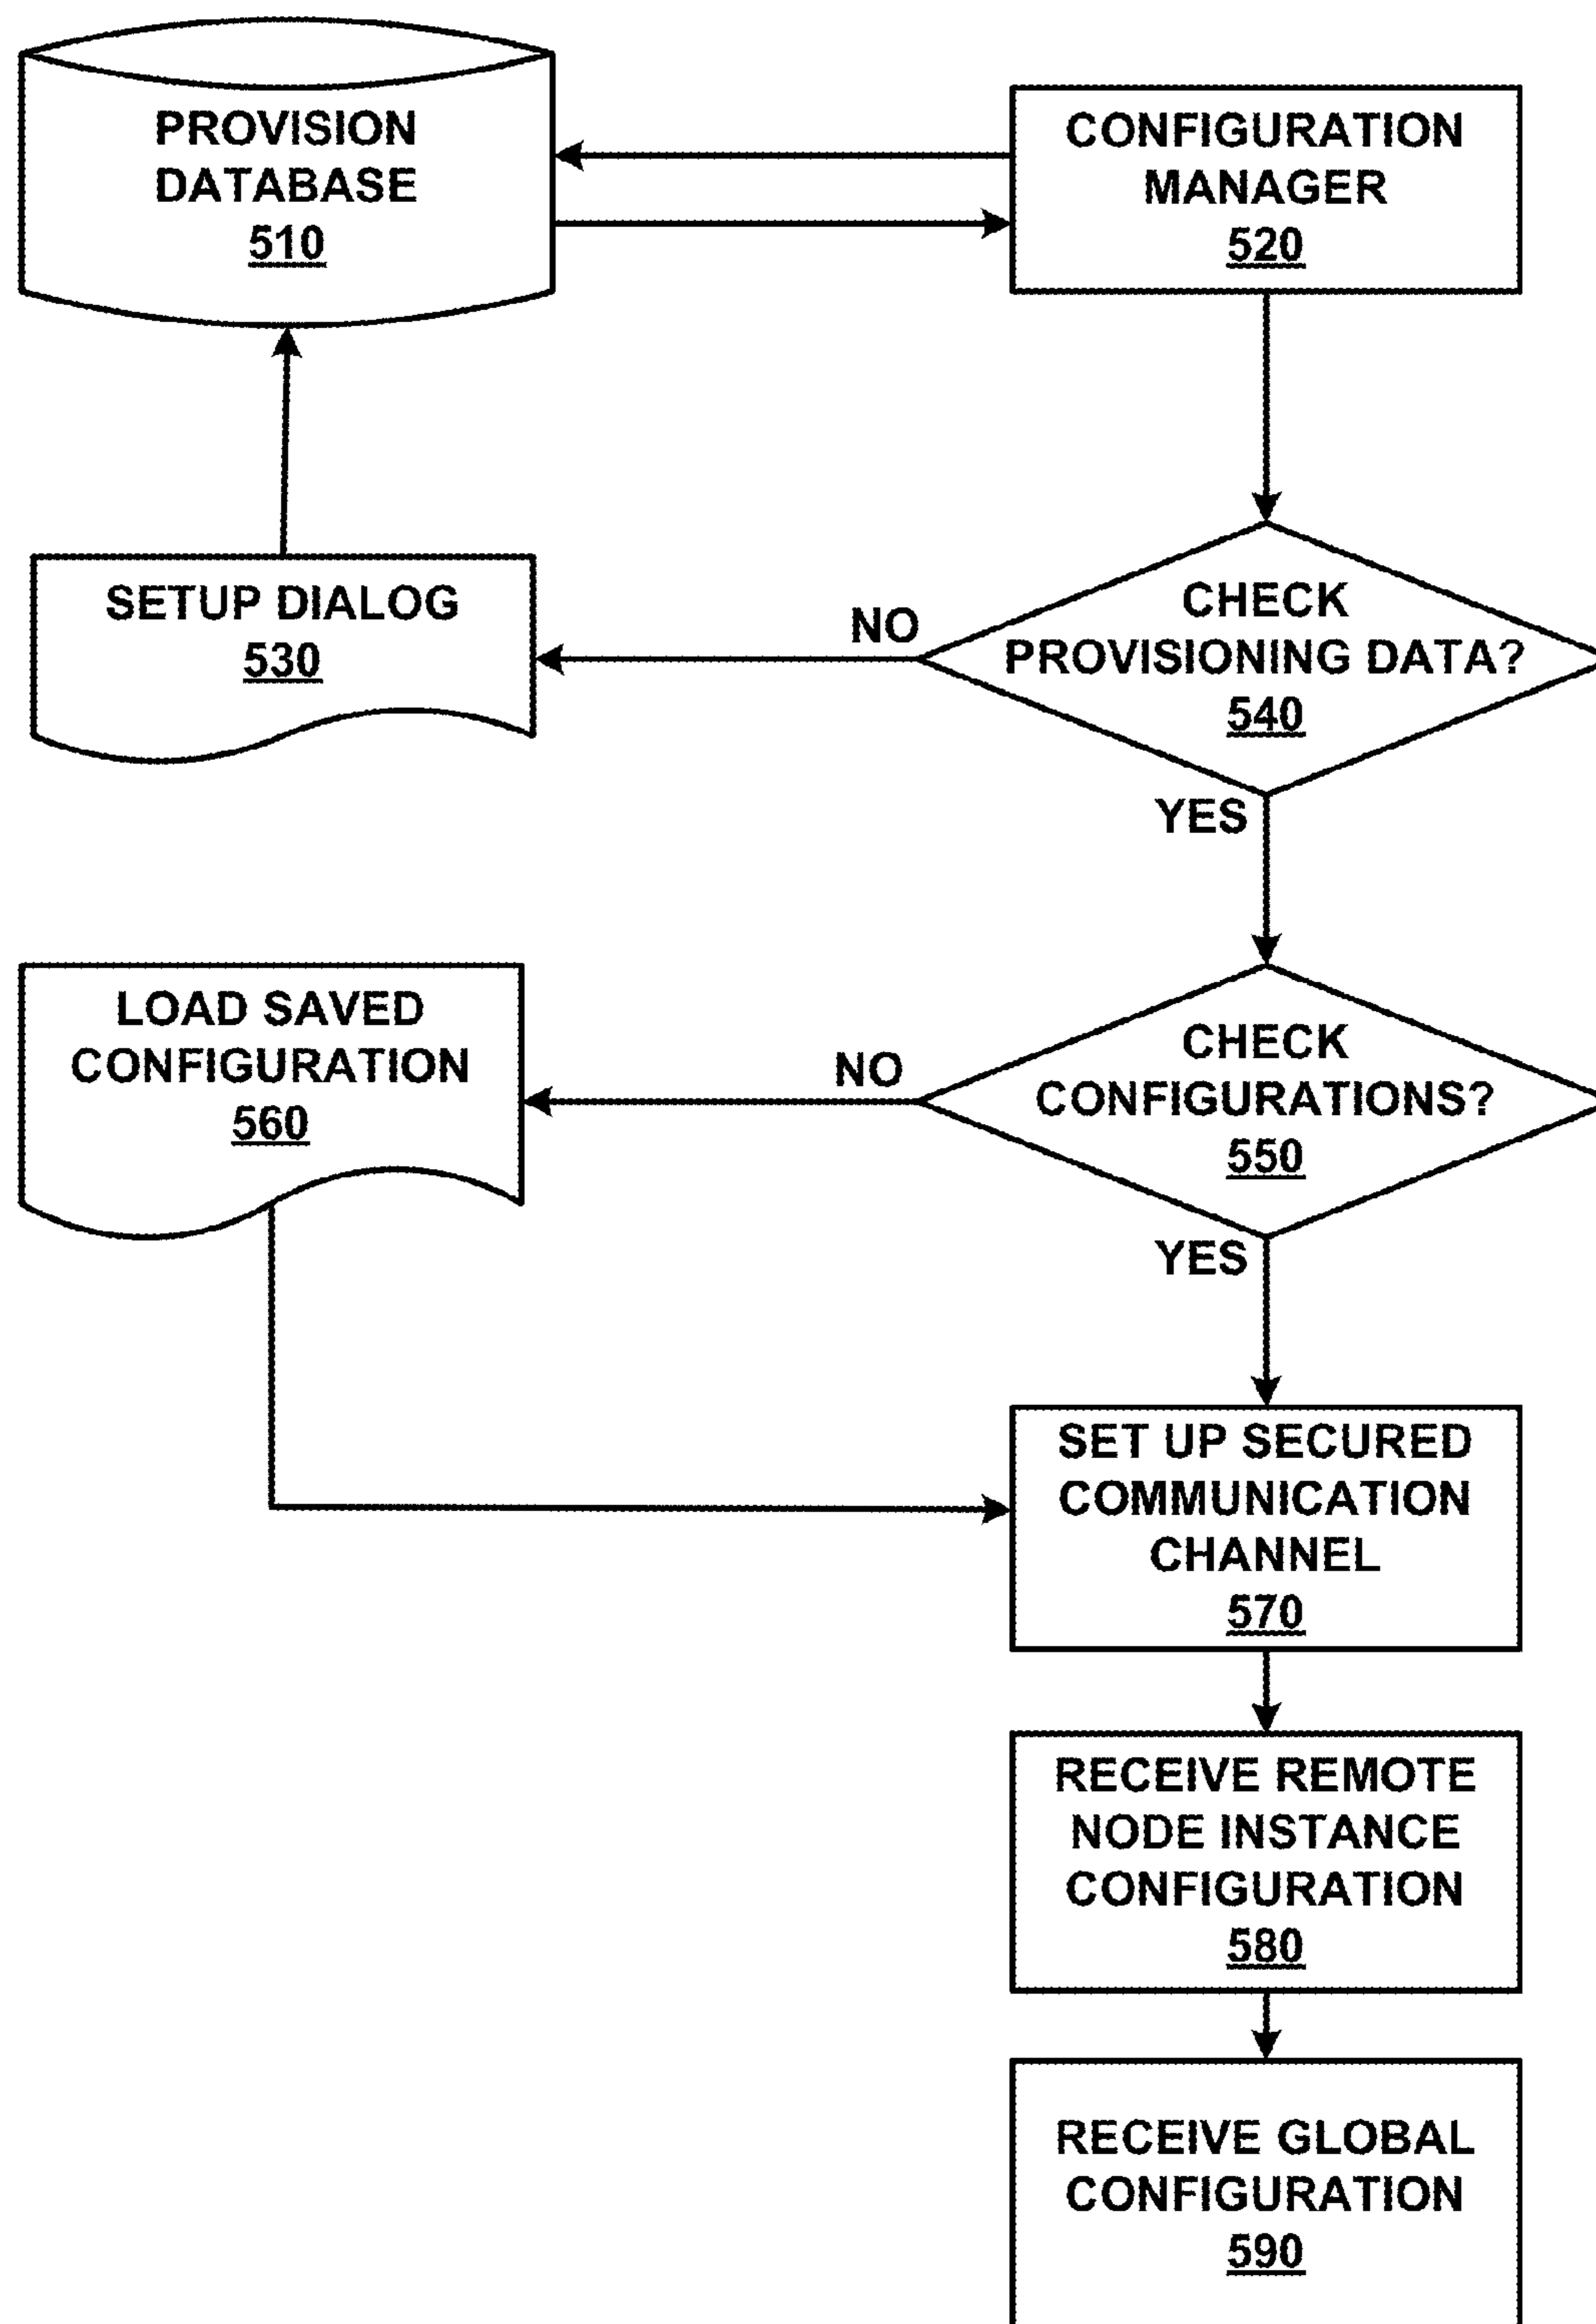 PROVISION
DATABASE
510
CONFIGURATION
MANAGER
520
SETUP DIALOG
530
NO
CHECK
PROVISIONING DATA?
540
YES
LOAD SAVED
CONFIGURATION
560
NO
CHECK
CONFIGURATIONS?
550
YES
SET UP SECURED
COMMUNICATION
CHANNEL
570
RECEIVE REMOTE
NODE INSTANCE
CONFIGURATION
580
RECEIVE GLOBAL
CONFIGURATION
590